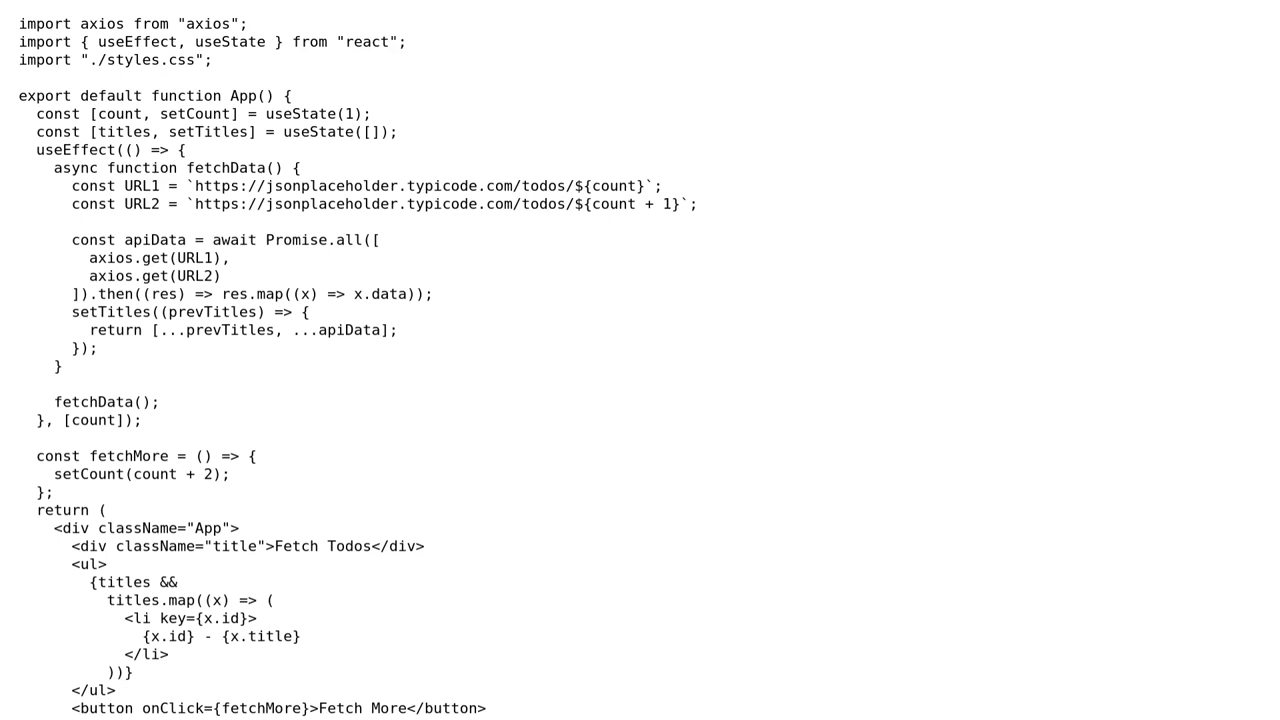 import axios from "axios";
import { useEffect, useState } from "react";
import "./styles.css";

export default function App() {
  const [count, setCount] = useState(1);
  const [titles, setTitles] = useState([]);
  useEffect(() => {
    async function fetchData() {
      const URL1 = `https://jsonplaceholder.typicode.com/todos/${count}`;
      const URL2 = `https://jsonplaceholder.typicode.com/todos/${count + 1}`;

      const apiData = await Promise.all([
        axios.get(URL1),
        axios.get(URL2)
      ]).then((res) => res.map((x) => x.data));
      setTitles((prevTitles) => {
        return [...prevTitles, ...apiData];
      });
    }

    fetchData();
  }, [count]);

  const fetchMore = () => {
    setCount(count + 2);
  };
  return (
    <div className="App">
      <div className="title">Fetch Todos</div>
      <ul>
        {titles &&
          titles.map((x) => (
            <li key={x.id}>
              {x.id} - {x.title}
            </li>
          ))}
      </ul>
      <button onClick={fetchMore}>Fetch More</button>